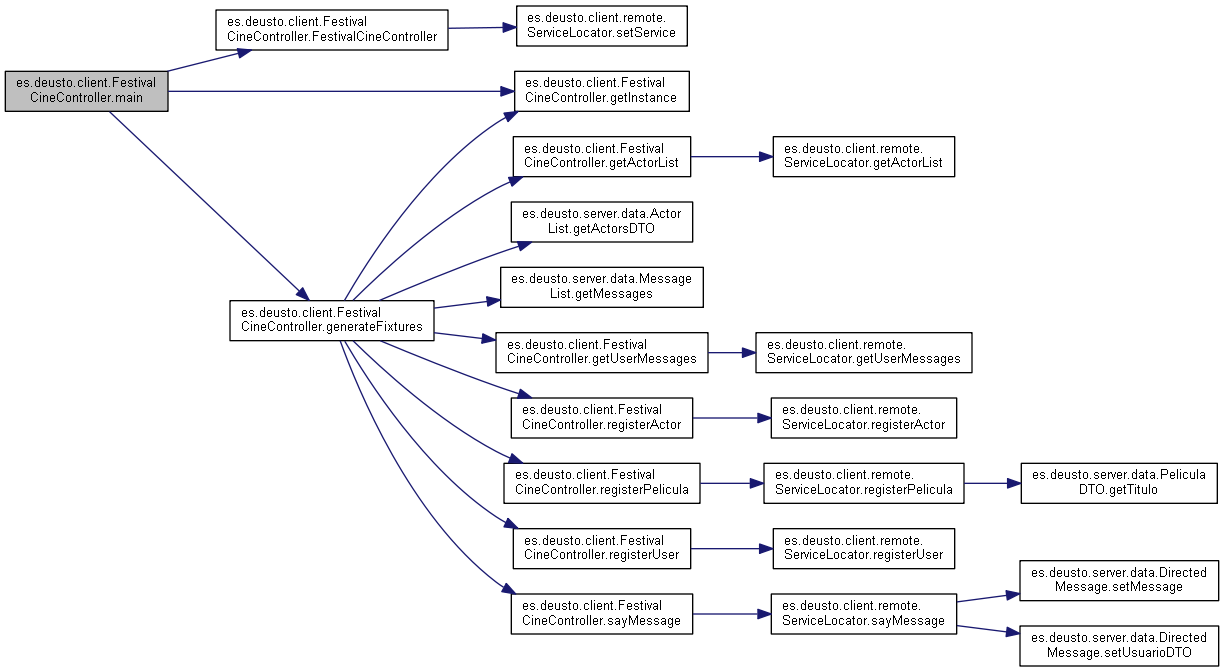 es.deusto.client.Festival
CineController.main
es.deusto.client.Festival
CineController.FestivalCineController
es.deusto.client.remote.
ServiceLocator.setService
es.deusto.client.Festival
CineController.getInstance
es.deusto.client.Festival
CineController.getActorList
es.deusto.client.remote.
ServiceLocator.getActorList
es.deusto.server.data.Actor
List.getActorsDTO
es.deusto.server.data.Message
List.getMessages
es.deusto.client.Festival
CineController.generateFixtures
es.deusto.client.Festival
CineController.getUserMessages
es.deusto.client.remote.
ServiceLocator.getUserMessages
es.deusto.client.Festival
CineController.registerActor
es.deusto.client.remote.
ServiceLocator.registerActor
es.deusto.client.Festival
CineController.registerPelicula
es.deusto.client.remote.
ServiceLocator.registerPelicula
es.deusto.server.data.Pelicula
DTO.getTitulo
es.deusto.client.Festival
CineController.registerUser
es.deusto.client.remote.
ServiceLocator.registerUser
es.deusto.client.Festival
CineController.sayMessage
es.deusto.client.remote.
ServiceLocator.sayMessage
es.deusto.server.data.Directed
Message.setMessage
es.deusto.server.data.Directed
Message.setUsuarioDTO